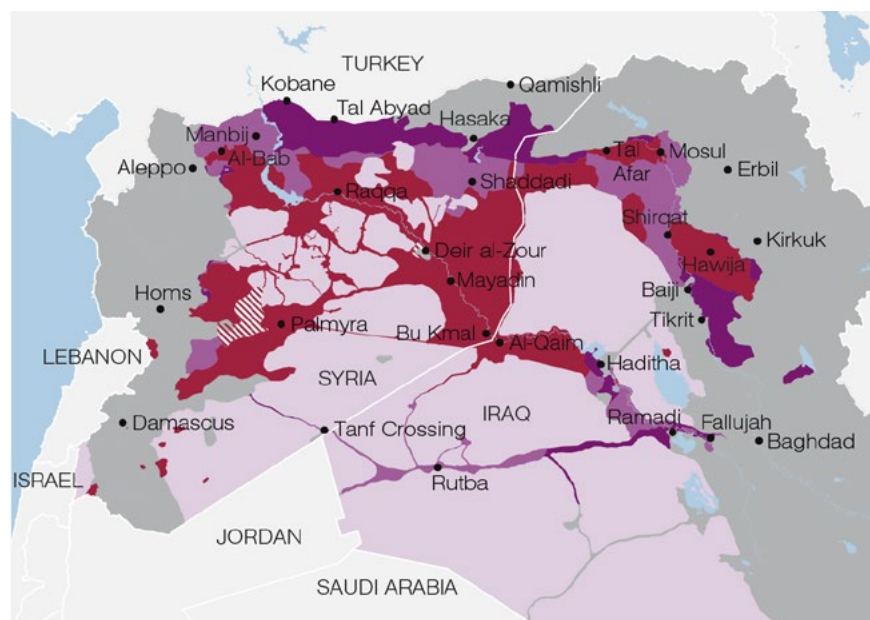 TURKEY
Kobane
Qamishli
Tal Abyad
Hasaka
Manbij
Tal
Afar
Mosul
Al-Bab
Aleppo
Erbil
Raqqa
Shaddadi
Shirqat
Kirkuk
Deir al-Zour
Hawija
Mayadin
Baiji
Homs
Tikrit
Palmyra
Bu Kmal
Al-Qaim
LEBANON
Haditha
SYRIA
IRAQ
Ramadi
Fallujah
Damascus
Tanf Crossing
Baghdad
ISRAEL
Rutba
JORDAN
SAUDI ARABIA